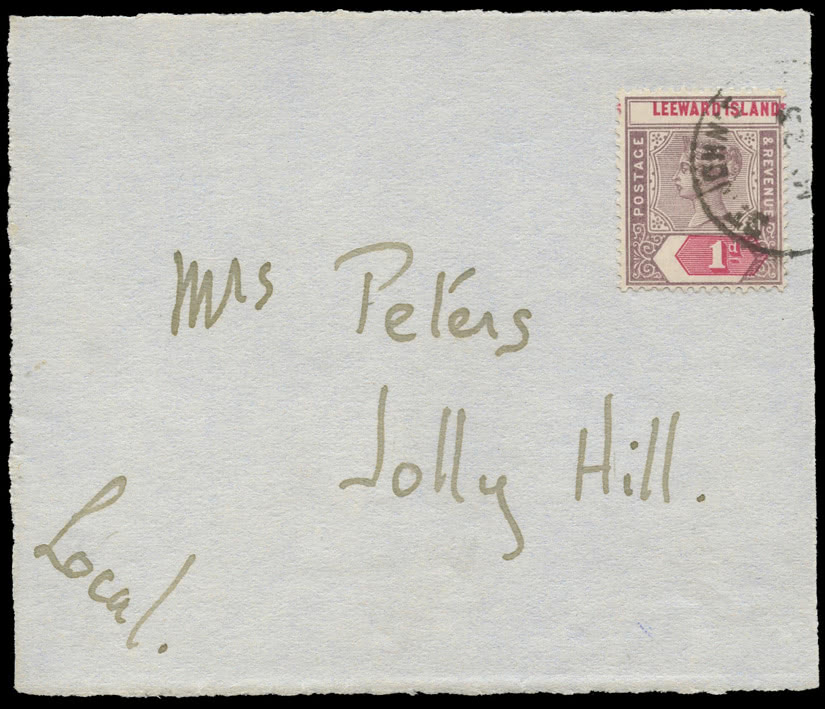 LEEWARD ISLANDS
POSTAGE
& REVENUE
1d
Mrs Peters
Jolly Hill.
Local.